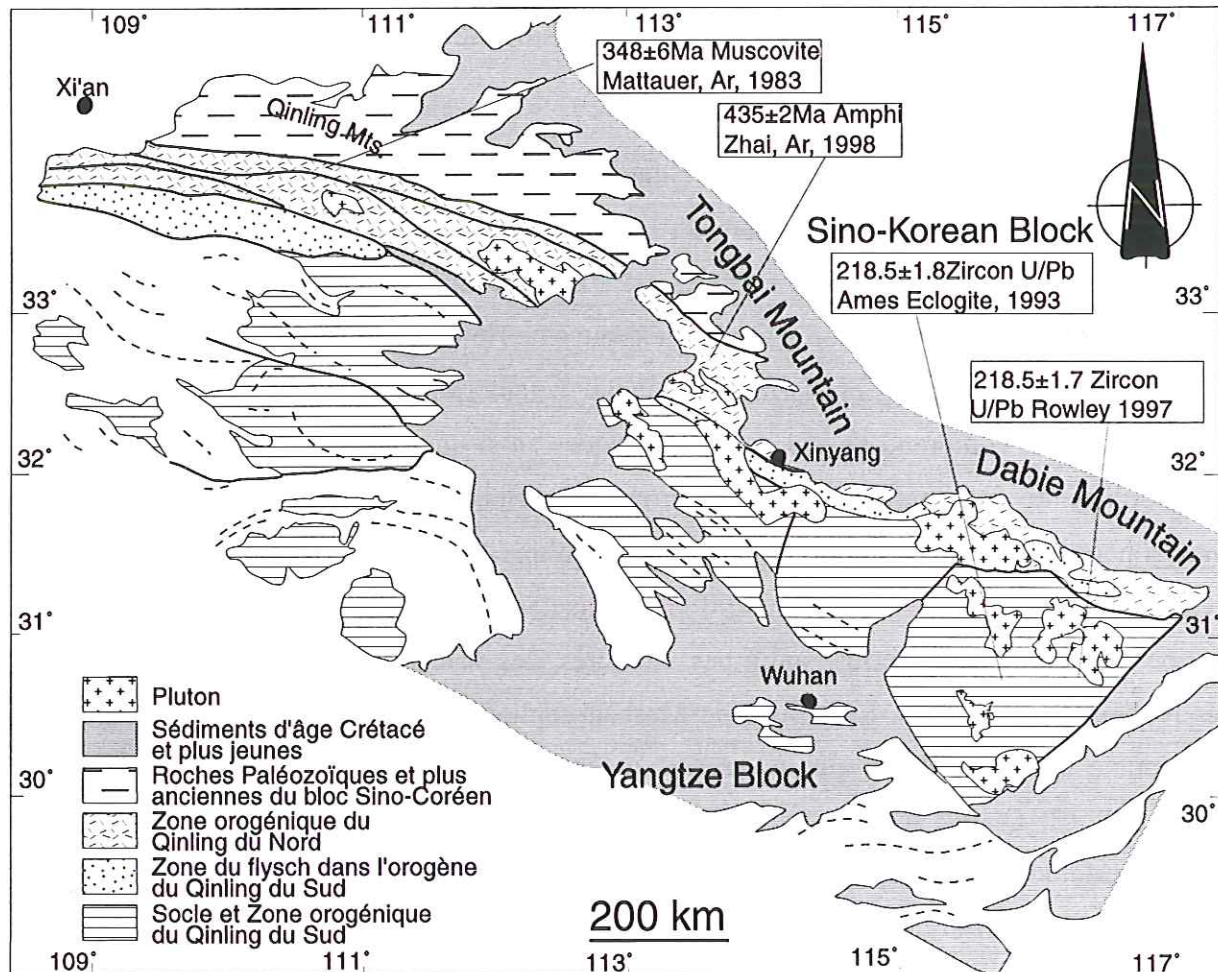 109°
111°
113°
115°
117°
348±6Ma Muscovite
Mattauer, Ar, 1983
Xi'an
Qinling Mts.
435±2Ma Amphi
Zhai, Ar, 1998
N
Tongbai Mountain
Sino-Korean Block
218.5±1.8Zircon U/Pb
Ames Eclogite, 1993
33°
33°
218.5±1.7 Zircon
U/Pb Rowley 1997
Xinyang
32°
32°
Dabie Mountain
31°
31°
Wuhan
Pluton
Sédiments d'âge Crétacé
et plus jeunes
Roches Paléozoïques et plus
anciennes du bloc Sino-Coréen
30°
30°
Yangtze Block
Zone orogénique du
Qinling du Nord
Zone du flysch dans l'orogène
du Qinling du Sud
Socle et Zone orogénique
du Qinling du Sud
200 km
109°
111°
113°
115°
117°